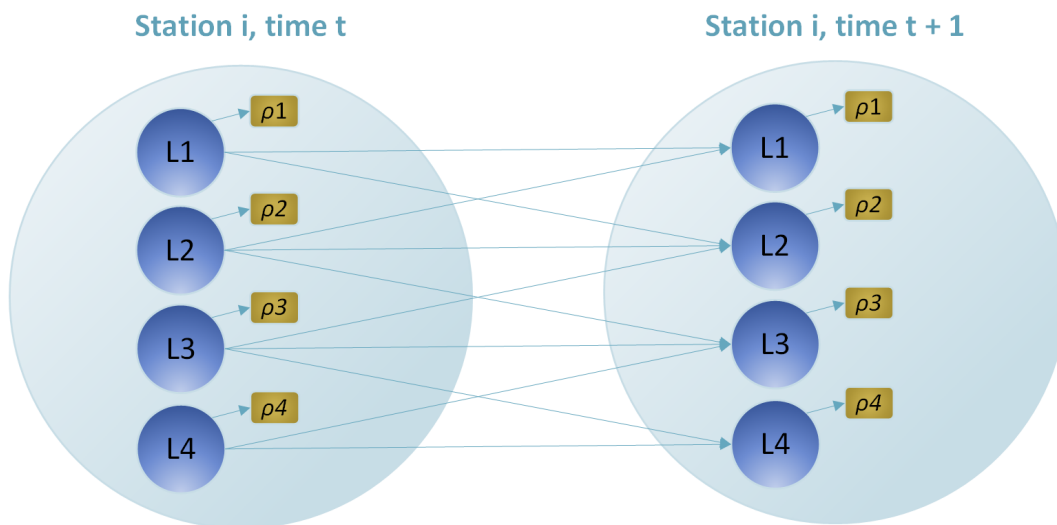 Station i, time t
ρ1
L1
ρ2
L2
ρ3
L3
ρ4
L4
Station i, time t + 1
ρ1
L1
ρ2
L2
ρ3
L3
ρ4
L4